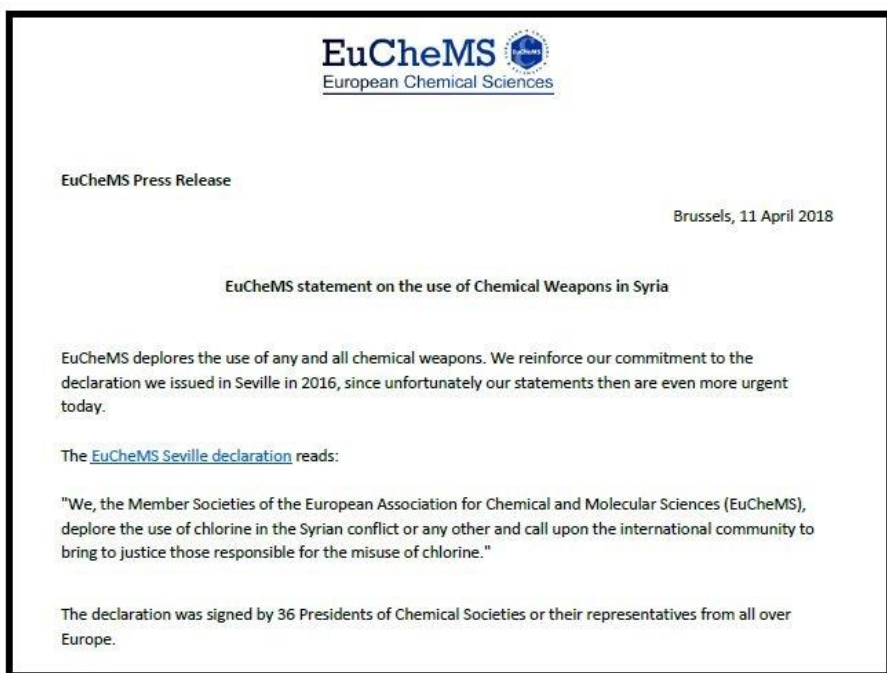 EuCheMS
European Chemical Sciences
EuCheMS Press Release
Brussels, 11 April 2018
EuCheMS statement on the use of Chemical Weapons in Syria
EuCheMS deplores the use of any and all chemical weapons. We reinforce our commitment to the
declaration we issued in Seville in 2016, since unfortunately our statements then are even more urgent
today.
The EuCheMS Seville declaration reads:
"We, the Member Societies of the European Association for Chemical and Molecular Sciences (EuCheMS),
deplore the use of chlorine in the Syrian conflict or any other and call upon the international community to
bring to justice those responsible for the misuse of chlorine."
The declaration was signed by 36 Presidents of Chemical Societies or their representatives from all over
Europe.